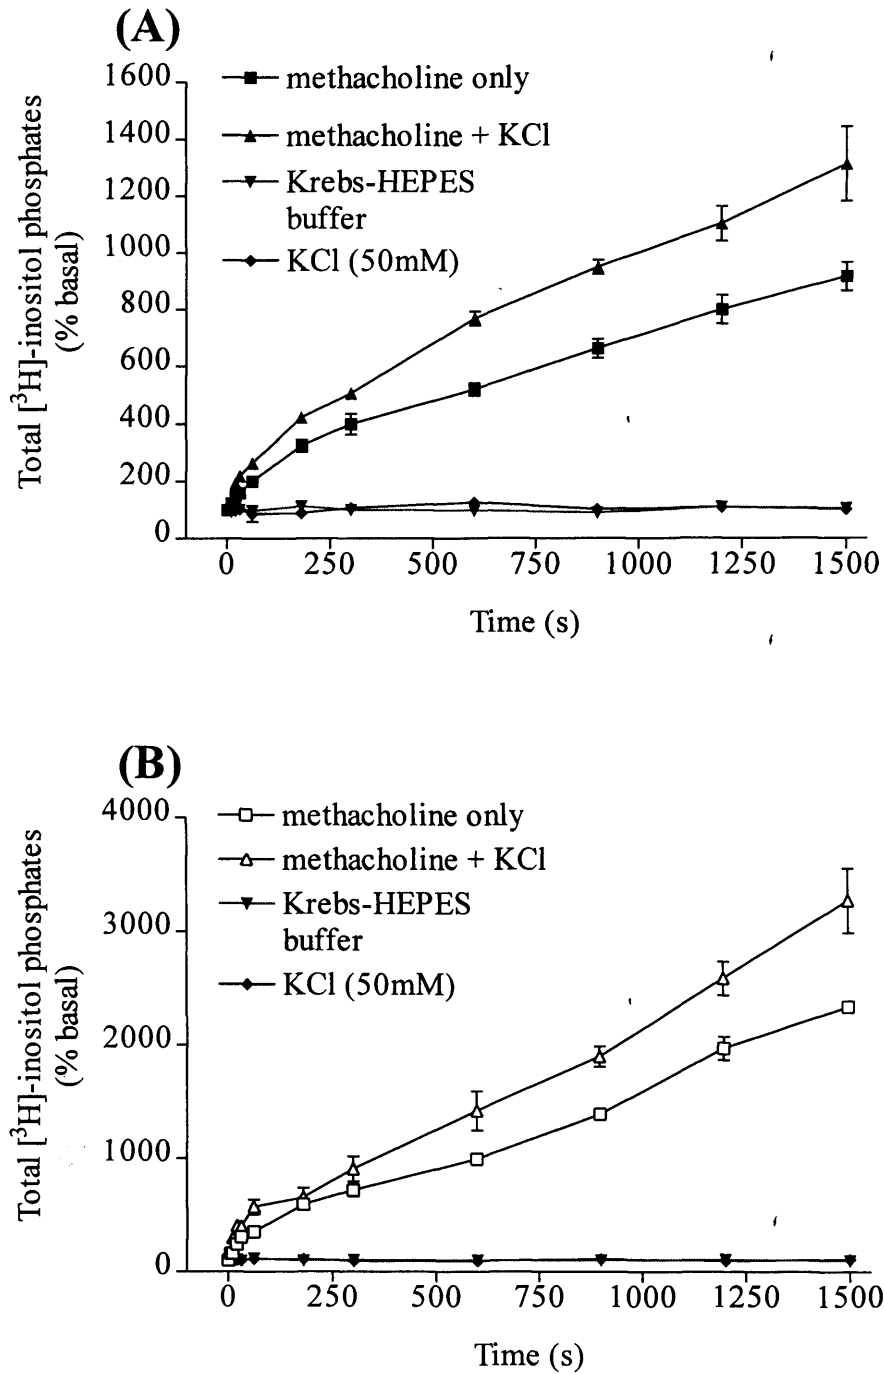 (A)
1600
1400
1200
1000
800
600
400
200
0
Total [³H]-inositol phosphates
(% basal)
methacholine only
methacholine + KCl
Krebs-HEPES
buffer
KCl (50mM)
0 250 500 750 1000 1250 1500
Time (s)
(B)
4000
3000
2000
1000
0
Total [³H]-inositol phosphates
(% basal)
methacholine only
methacholine + KCl
Krebs-HEPES
buffer
KCl (50mM)
0 250 500 750 1000 1250 1500
Time (s)